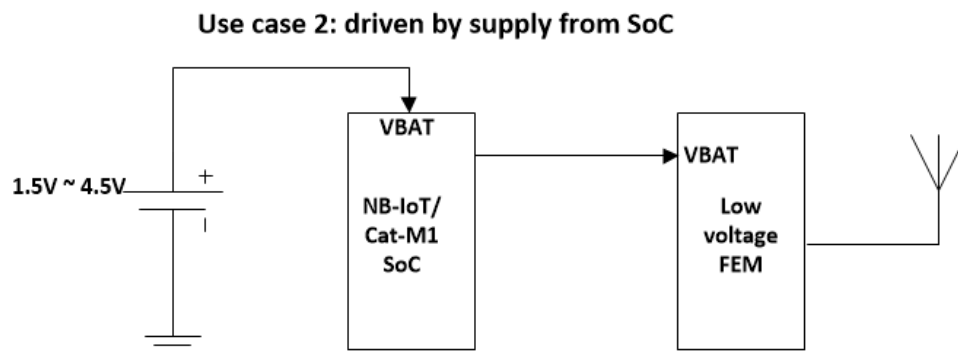 Use case 2: driven by supply from SoC
VBAT
VBAT
1.5V ~ 4.5V
+
NB-IoT/
Cat-M1
SoC
Low
voltage
FEM